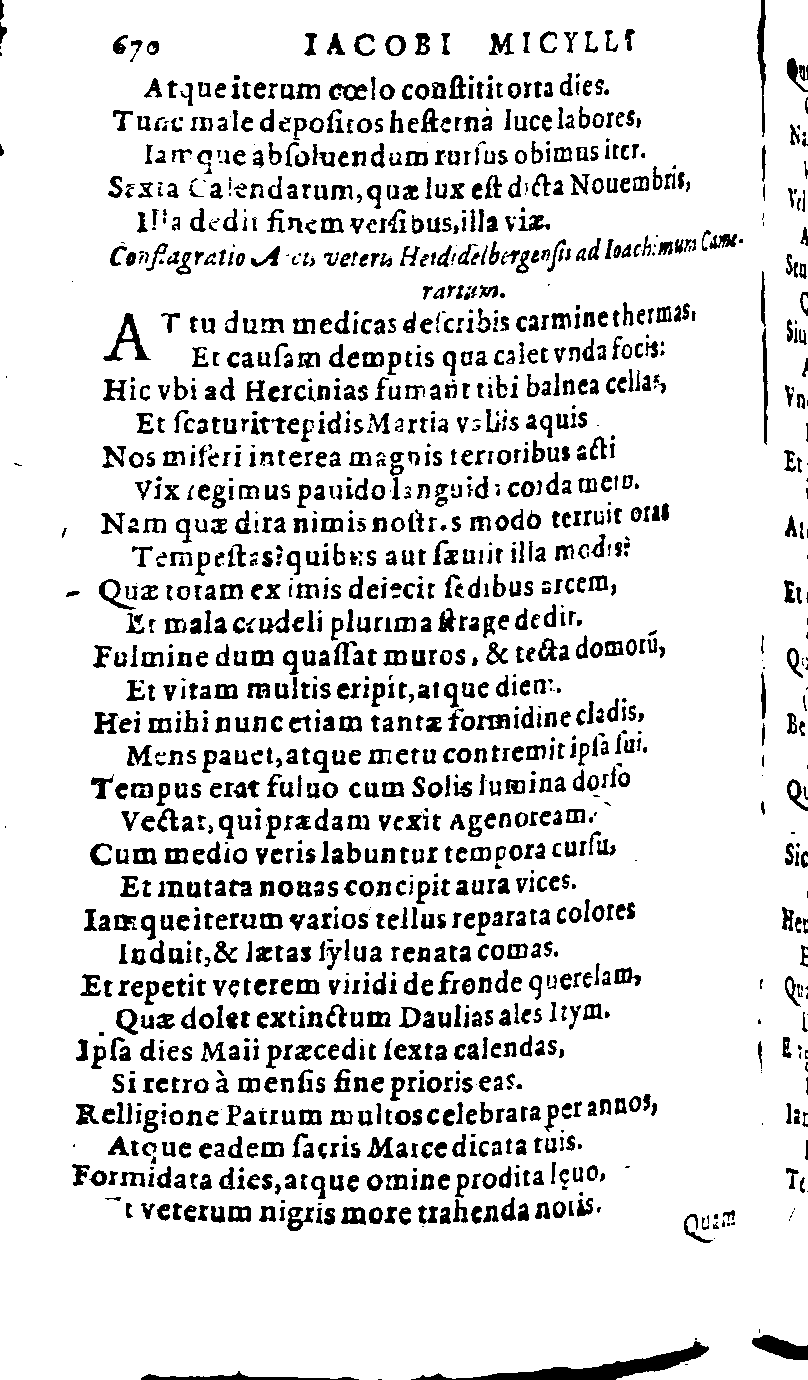 670 IACOBI MICYLLI
Atque iterum cœlo conſtitit orta dies.
Tunc male depoſitos heſternà luce labores,
Iamque abſoluendum rurſus obimus iter.
Sexta Calendarum, quæ lux eſt dicta Nouembris,
Illa dedit finem verſibus, illa viæ.
Conflagratio Arcis veteris Heidelbergenſis ad Ioachimum Came-
rarium.
AT tu dum medicas deſcribis carmine thermas,
Et cauſam demptis qua calet vnda focis:
Hic vbi ad Hercinias fumant tibi balnea cellas,
Et ſcaturit tepidis Martia vallis aquis
Nos miſeri interea magnis terroribus acti
Vix regimus pauido languida corda metu.
Nam quæ dira nimis noſtros modò terruit oras
Tempeſtas? quibus aut ſæuiit illa modis?
Quæ totam ex imis deiecit ſedibus arcem,
Et mala crudeli plurima ſtrage dedit.
Fulmine dum quaſſat muros, & tecta domorũ,
Et vitam multis eripit, atque diem.
Hei mihi nunc etiam tantæ formidine cladis,
Mens pauet, atque metu contremit ipſa ſui.
Tempus erat fuluo cum Solis lumina dorſo
Vectat, qui prædam vexit Agenoream.
Cum medio veris labuntur tempora curſu,
Et mutata nouas concipit aura vices.
Iamque iterum varios tellus reparata colores
Induit, & lætas ſylua renata comas.
Et repetit veterem viridi de fronde querelam,
Quæ dolet extinctum Daulias ales Itym.
Ipſa dies Maii præcedit ſexta calendas,
Si retro à menſis fine prioris eas.
Relligione Patrum multos celebrata per annos,
Atque eadem ſacris Marce dicata tuis.
Formidata dies, atque omine prodita lęuo,
Et veterum nigris more trahenda notis.
Quam